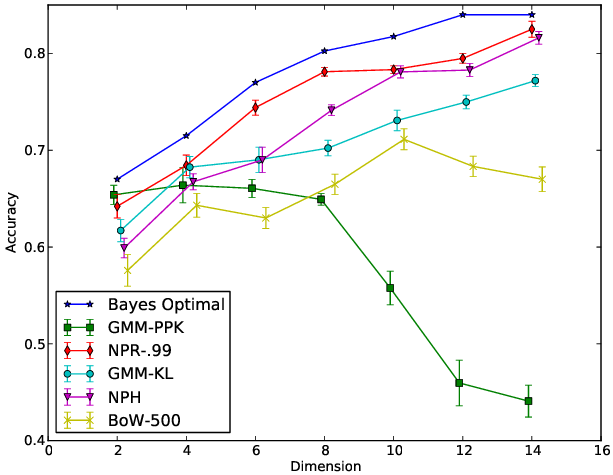 0.8
0.7
0.6
0.5
0.4
Accuracy
Bayes Optimal
GMM-PPK
NPR-.99
GMM-KL
NPH
BoW-500
0 2 4 6 8 10 12 14 16
Dimension